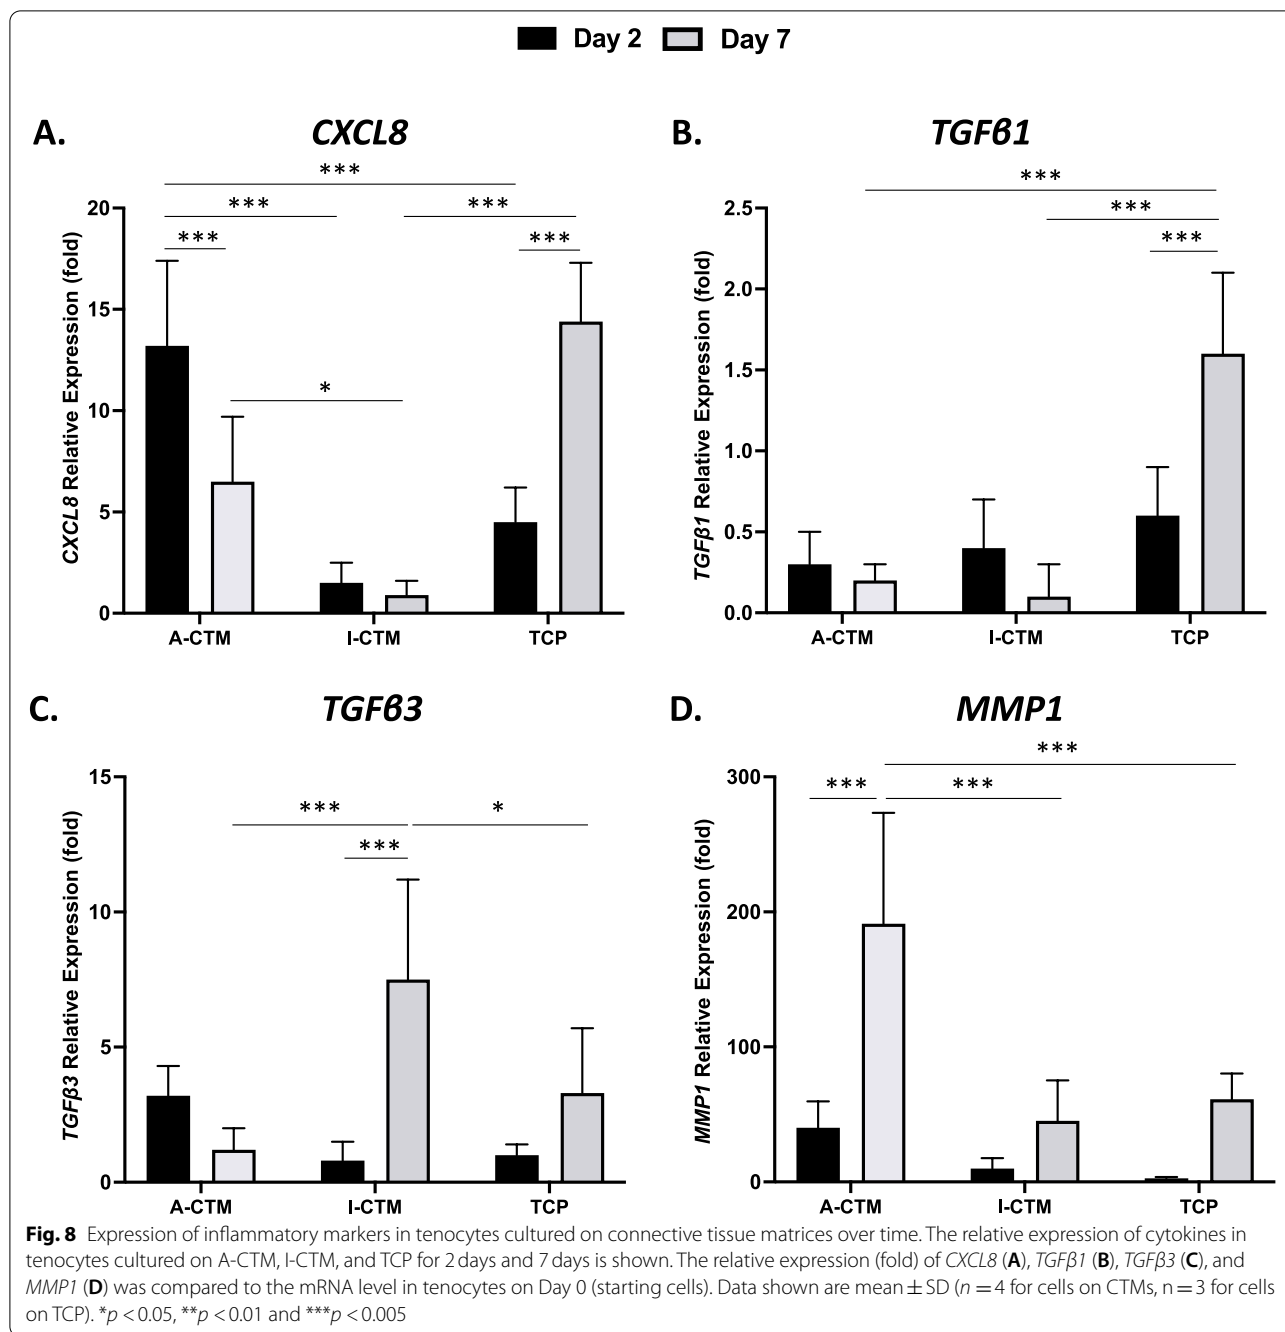 Day 2 Day 7
A. CXCL8
***
*** ***
*** ***
*
CXCL8 Relative Expression (fold)
20
15
10
5
0
A-CTM I-CTM TCP
B. TGFβ1
***
***
***
TGFβ1 Relative Expression (fold)
2.5
2.0
1.5
1.0
0.5
0.0
A-CTM I-CTM TCP
C. TGFβ3
*** *
***
TGFβ3 Relative Expression (fold)
15
10
5
0
A-CTM I-CTM TCP
D. MMP1
***
*** ***
MMP1 Relative Expression (fold)
300
200
100
0
A-CTM I-CTM TCP
Fig. 8 Expression of inflammatory markers in tenocytes cultured on connective tissue matrices over time. The relative expression of cytokines in
tenocytes cultured on A-CTM, I-CTM, and TCP for 2 days and 7 days is shown. The relative expression (fold) of CXCL8 (A), TGFβ1 (B), TGFβ3 (C), and
MMP1 (D) was compared to the mRNA level in tenocytes on Day 0 (starting cells). Data shown are mean ± SD (n = 4 for cells on CTMs, n = 3 for cells
on TCP). *p < 0.05, **p < 0.01 and ***p < 0.005